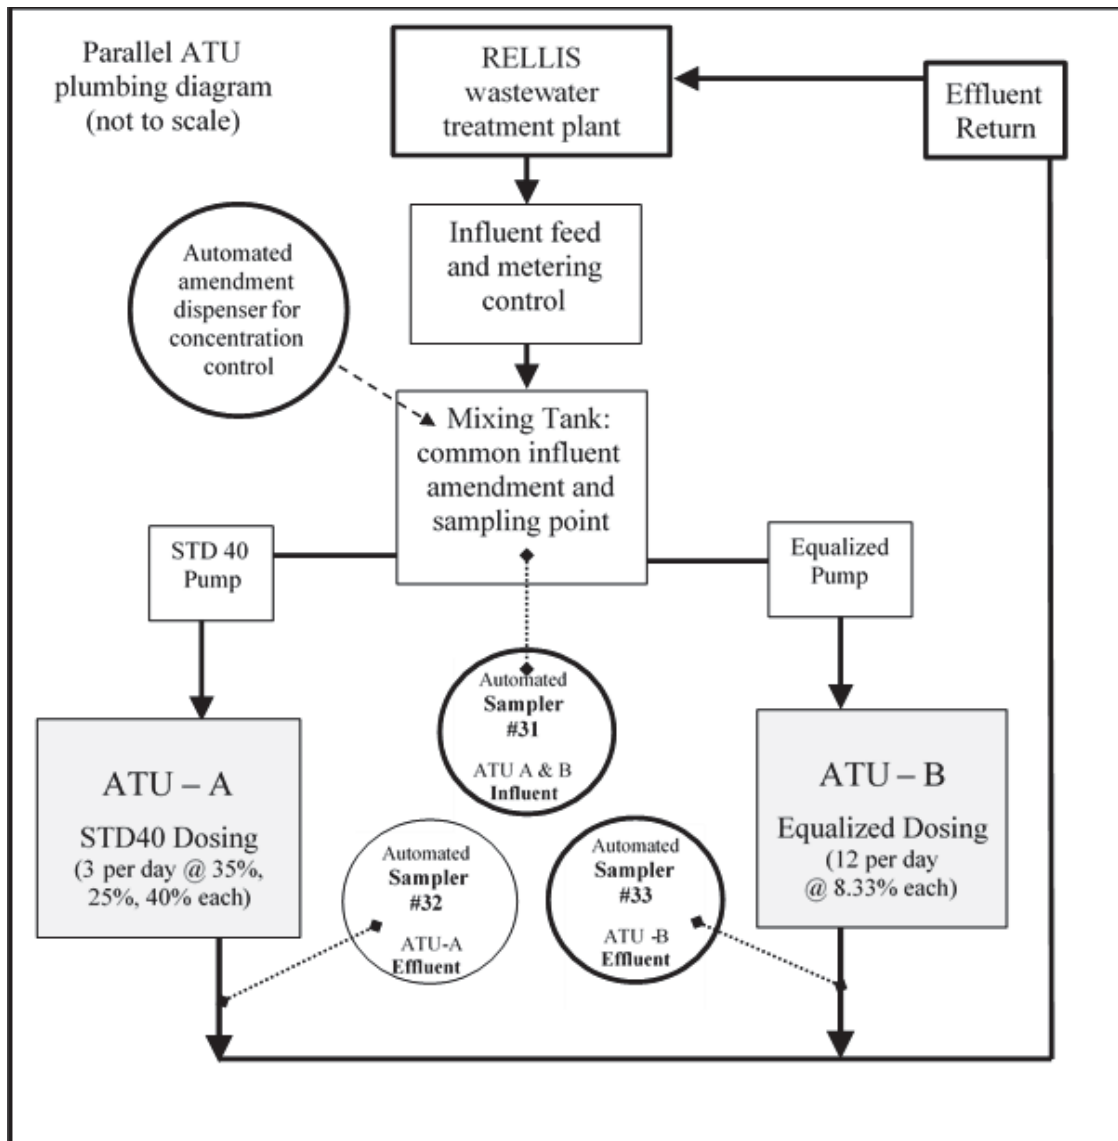 Parallel ATU
plumbing diagram
(not to scale)
RELLIS
wastewater
treatment plant
Effluent
Return
Automated
amendment
dispenser for
concentration
control
Influent feed
and metering
control
Mixing Tank:
common influent
amendment and
sampling point
STD 40
Pump
Equalized
Pump
Automated
Sampler
#31
ATU A & B
Influent
ATU – A
STD40 Dosing
(3 per day @ 35%,
25%, 40% each)
Automated
Sampler
#32
ATU-A
Effluent
Automated
Sampler
#33
ATU -B
Effluent
ATU – B
Equalized Dosing
(12 per day
@ 8.33% each)